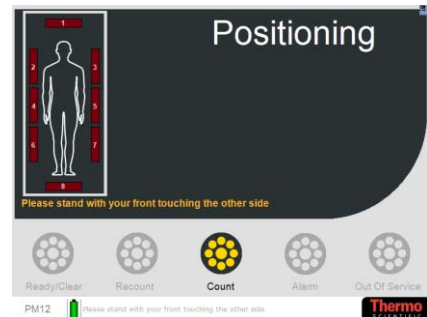 Positioning
1
2 3
4 5
6 7
8
Please stand with your front touching the other side
Ready/Clear Recount Count Alarm Out Of Service
PM12 Please stand with your front touching the other side Thermo
SCIENTIFIC